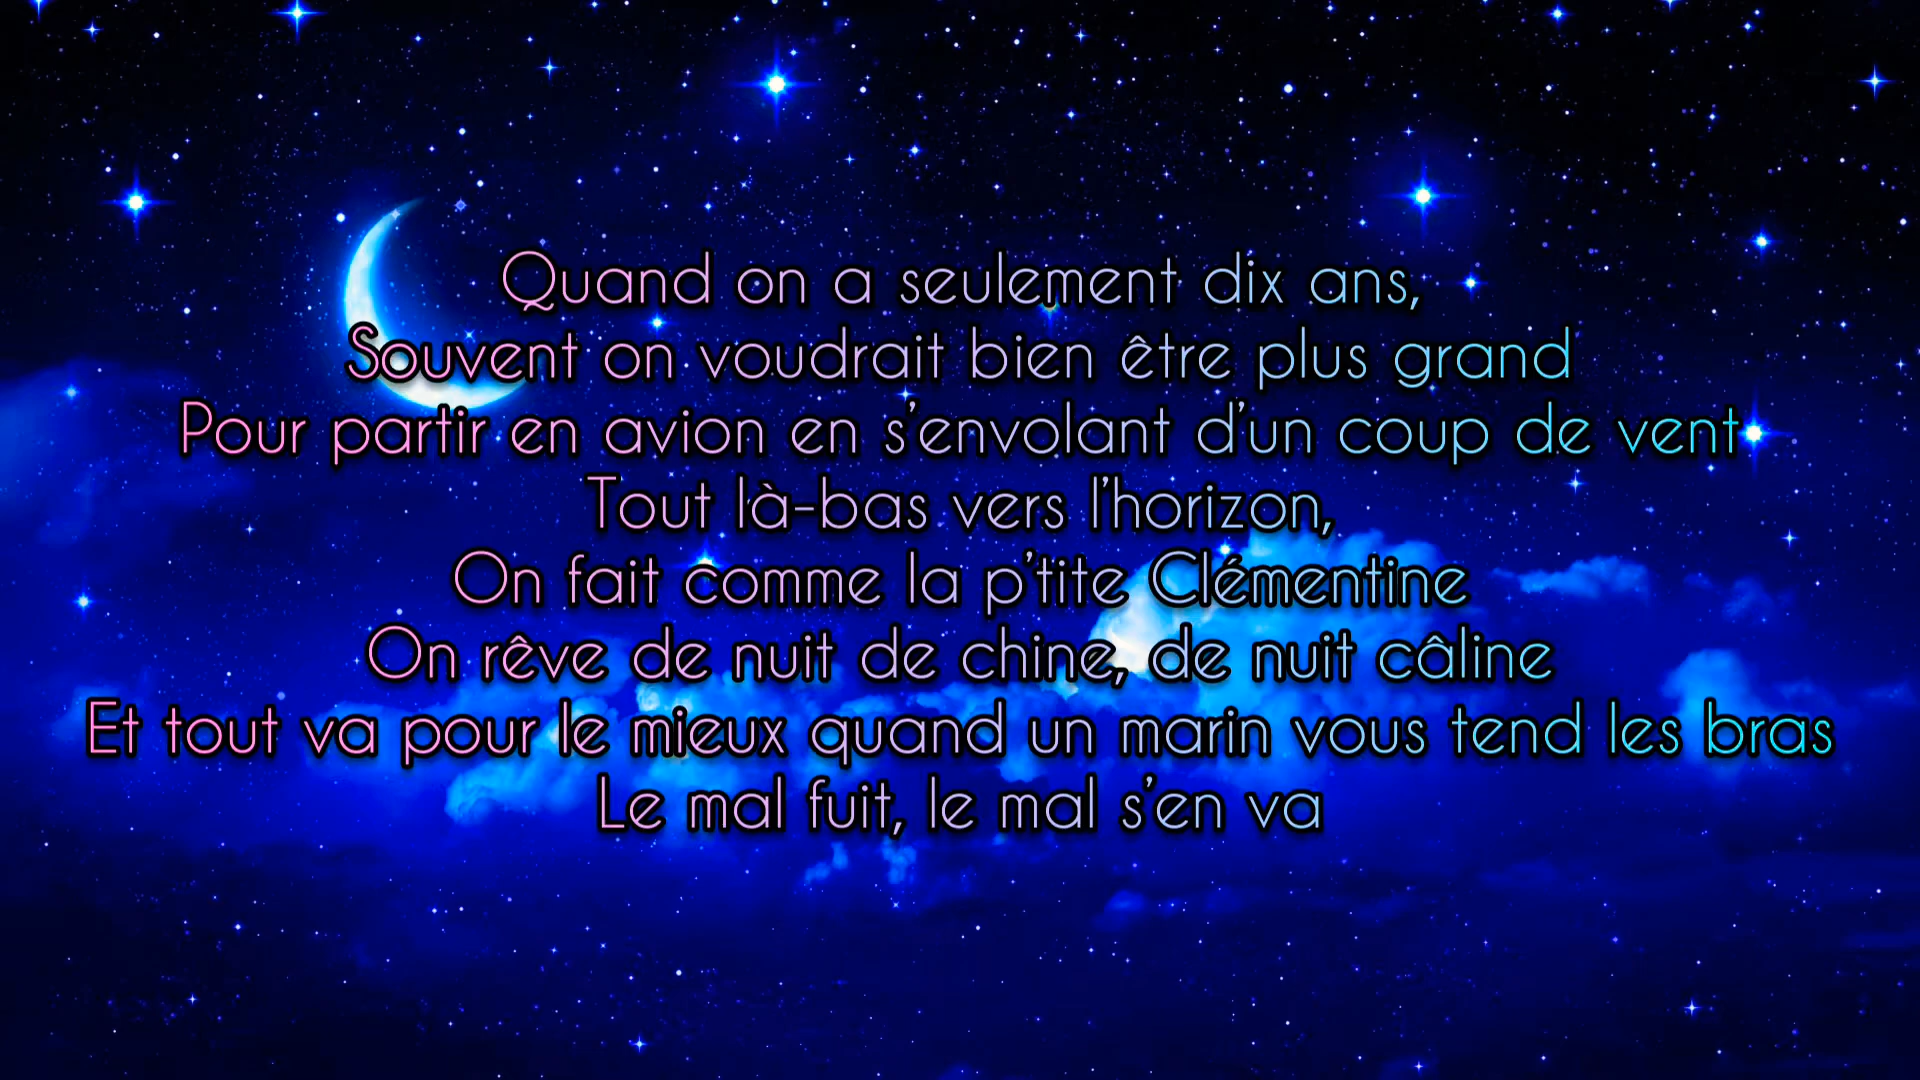 Quand on a seulement dix ans,
Souvent on voudrait bien être plus grand
Pour partir en avion en s'envolant d'un coup de vent
Tout là-bas vers l'horizon,
On fait comme la p'tite Clémentine
On rêve de nuit de chine, de nuit câline
Et tout va pour le mieux quand un marin vous tend les bras
Le mal fuit, le mal s'en va